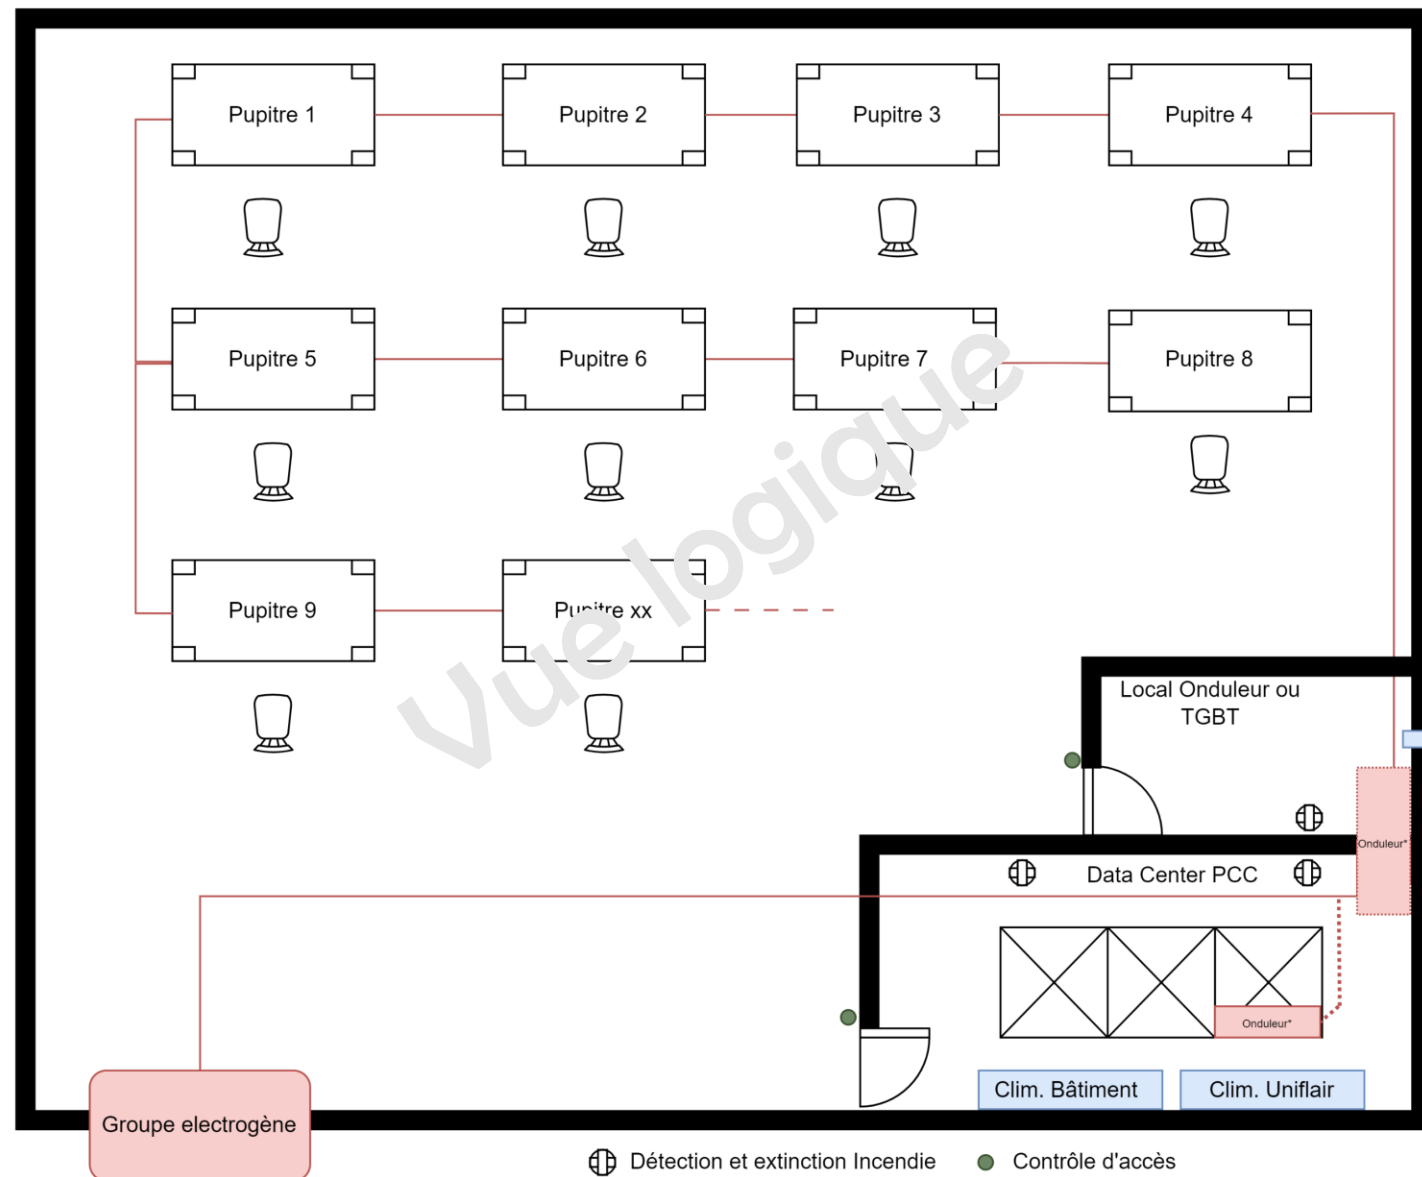 Pupitre 1
Pupitre 2
Pupitre 3
Pupitre 4
Pupitre 5
Pupitre 6
Pupitre 7
Pupitre 8
Pupitre 9
Pupitre xx
Vue logique
Local Onduleur ou
TGBT
Onduleur*
Data Center PCC
Onduleur*
Clim. Bâtiment
Clim. Uniflair
Groupe electrogène
Détection et extinction Incendie
Contrôle d'accès